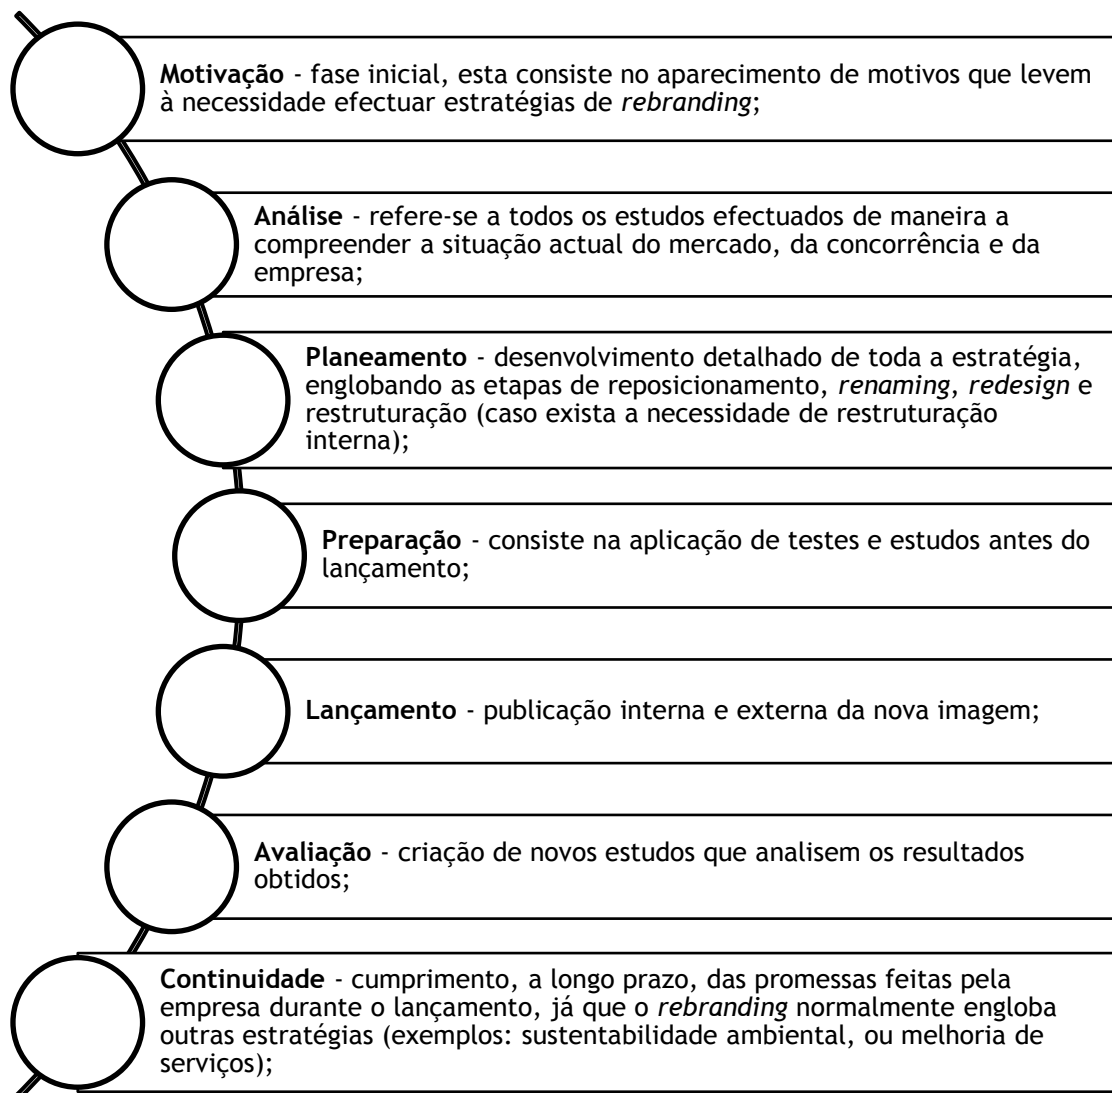 Motivação - fase inicial, esta consiste no aparecimento de motivos que levem
à necessidade efectuar estratégias de rebranding;
Análise - refere-se a todos os estudos efectuados de maneira a
compreender a situação actual do mercado, da concorrência e da
empresa;
Planeamento - desenvolvimento detalhado de toda a estratégia,
englobando as etapas de reposicionamento, renaming, redesign e
restruturação (caso exista a necessidade de restruturação
interna);
Preparação - consiste na aplicação de testes e estudos antes do
lançamento;
Lançamento - publicação interna e externa da nova imagem;
Avaliação - criação de novos estudos que analisem os resultados
obtidos;
Continuidade - cumprimento, a longo prazo, das promessas feitas pela
empresa durante o lançamento, já que o rebranding normalmente engloba
outras estratégias (exemplos: sustentabilidade ambiental, ou melhoria de
serviços);